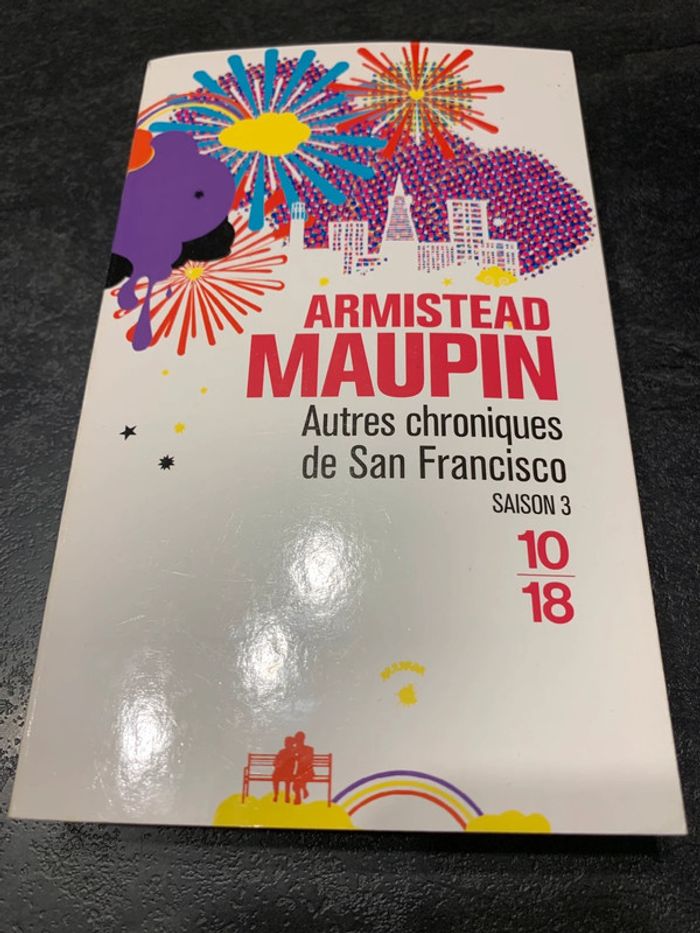 ARMISTEAD
MAUPIN
Autres chroniques
de San Francisco
SAISON 3
10
18